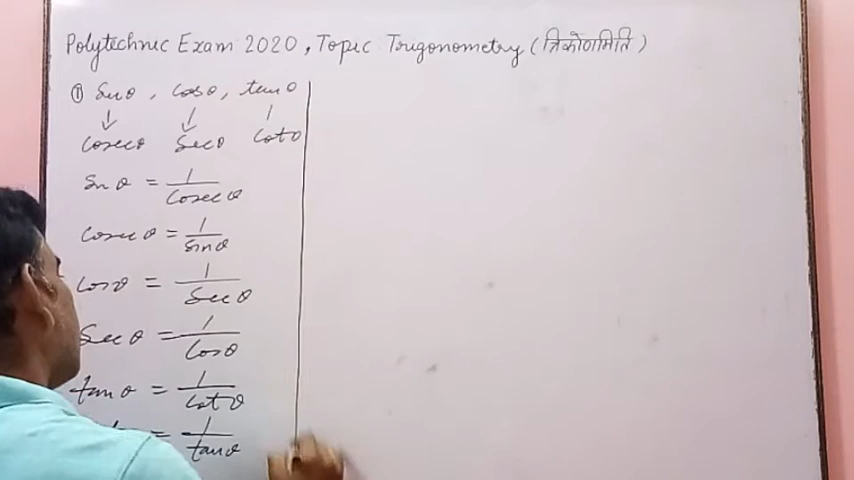 Polytechnic Exam 2020, Topic Trigonometry (त्रिकोणमिति)
① Sinθ, Cosθ, tanθ
Cosecθ Secθ Cotθ
Sinθ = 1/Cosecθ
Cosecθ = 1/Sinθ
Cosθ = 1/Secθ
Secθ = 1/Cosθ
tanθ = 1/Cotθ
= 1/tanθ